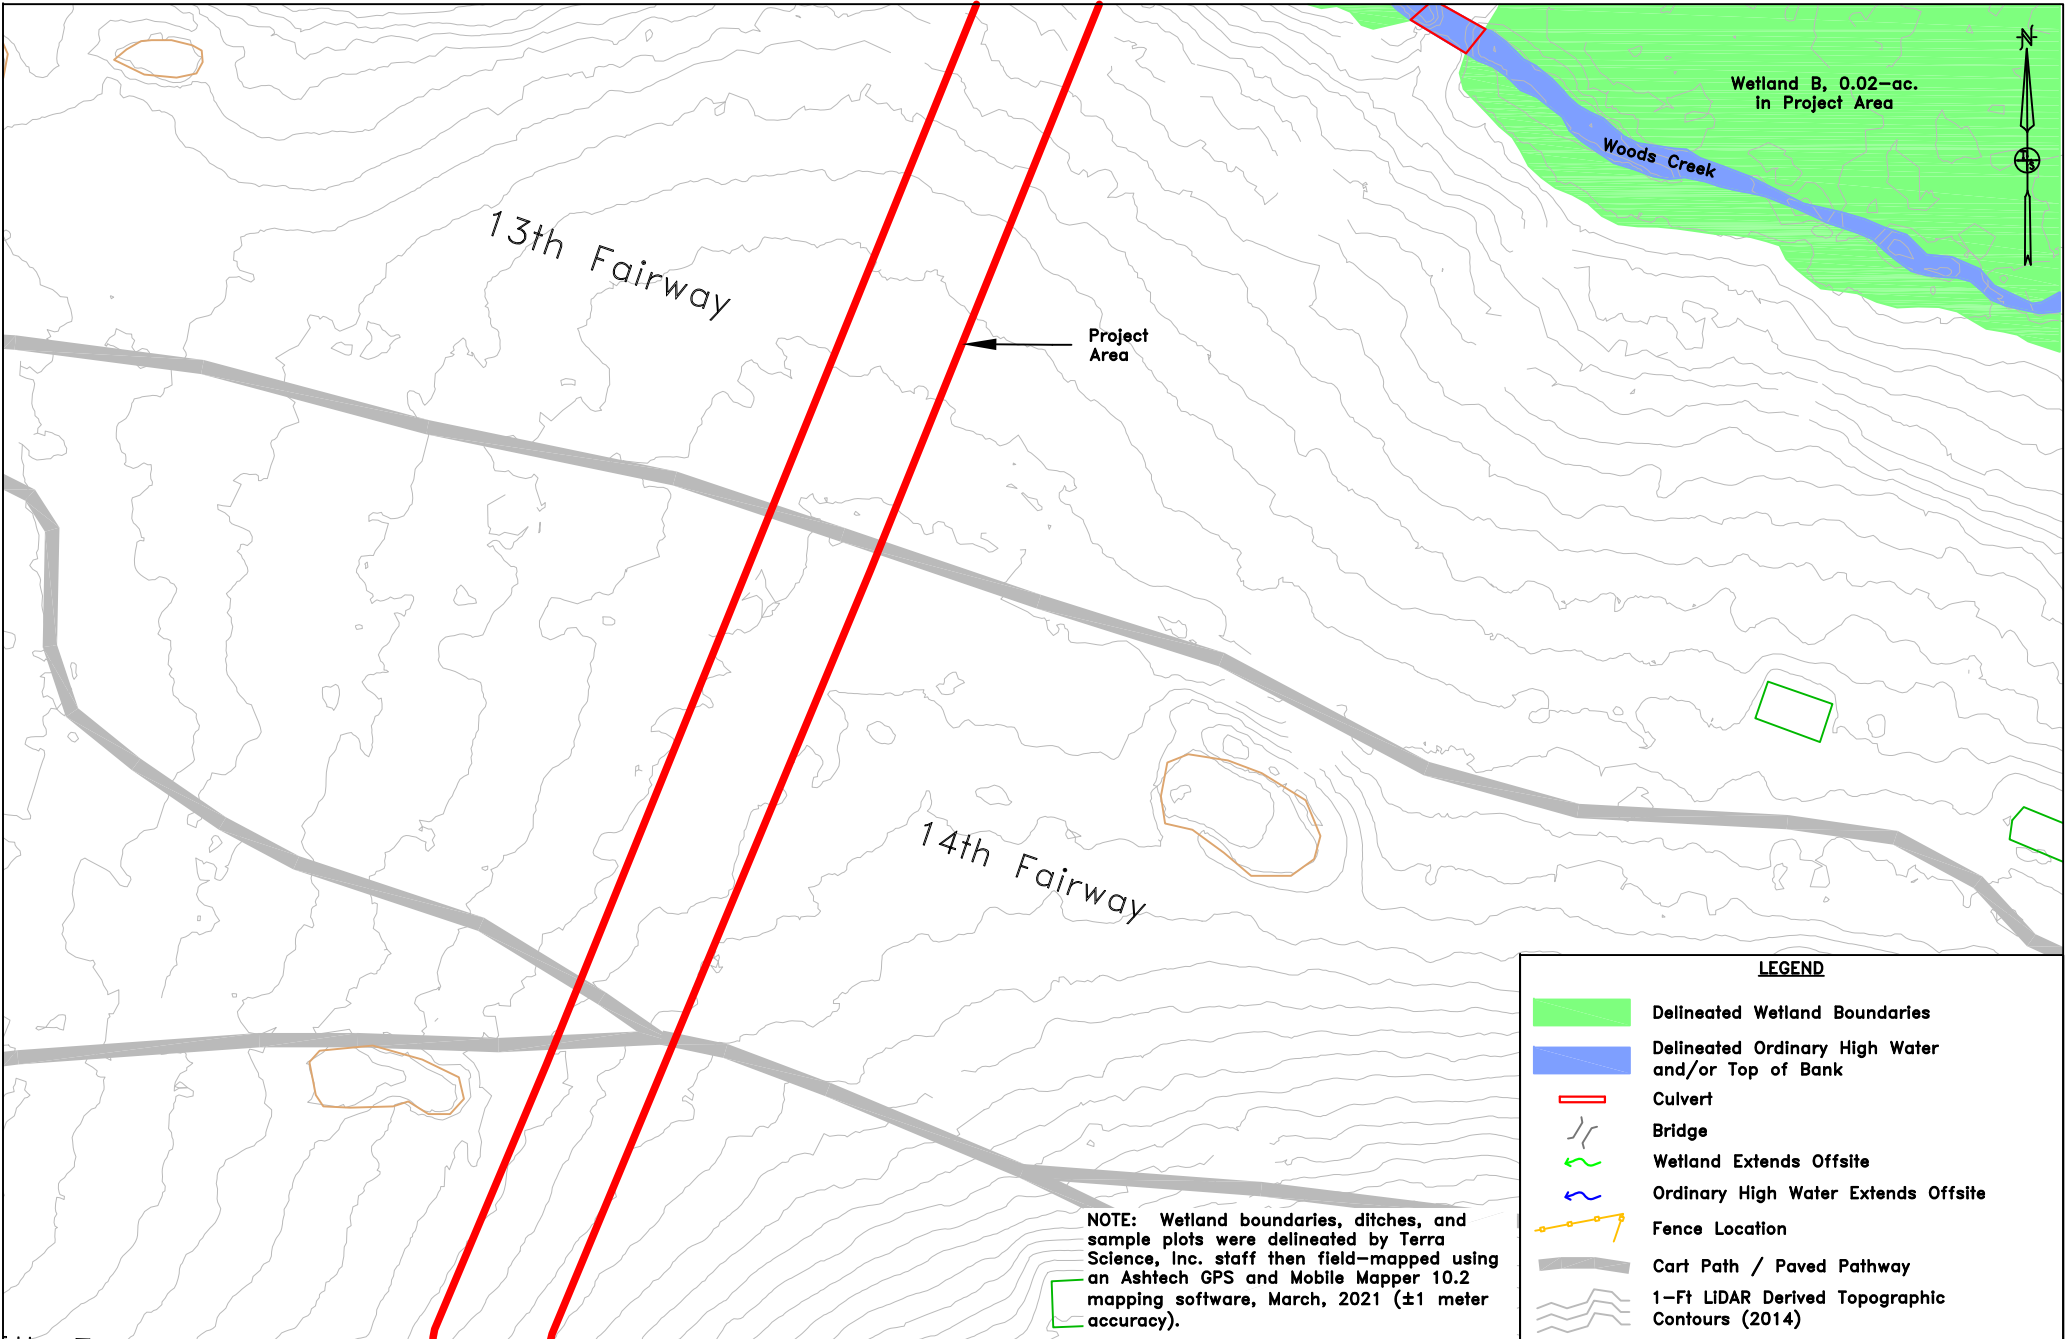 N
Wetland B, 0.02-ac.
in Project Area
Woods Creek
13th Fairway
Project
Area
14th Fairway
LEGEND
Delineated Wetland Boundaries
Delineated Ordinary High Water
and/or Top of Bank
Culvert
Bridge
Wetland Extends Offsite
Ordinary High Water Extends Offsite
Fence Location
Cart Path / Paved Pathway
1-Ft LiDAR Derived Topographic
Contours (2014)
NOTE: Wetland boundaries, ditches, and
sample plots were delineated by Terra
Science, Inc. staff then field-mapped using
an Ashtech GPS and Mobile Mapper 10.2
mapping software, March, 2021 (±1 meter
accuracy).